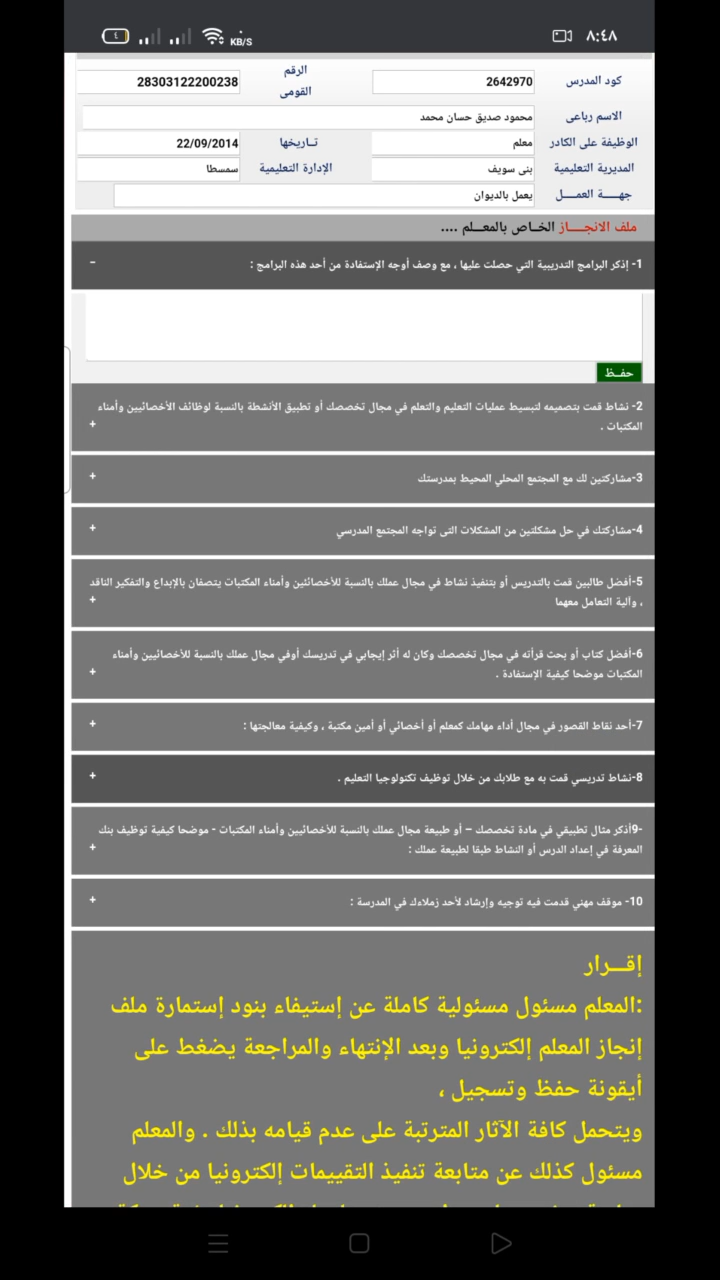 ٨:٤٨
KB/S
٤
كود المدرس 2642970 الرقم القومى 28303122200238
الاسم رباعى محمود صديق حسان محمد
الوظيفة على الكادر معلم تـاريخها 22/09/2014
المديرية التعليمية بنى سويف الإدارة التعليمية سمسطا
جهـــــة العمـــــل يعمل بالديوان
ملف الانجـــــاز الخـاص بالمعـــلم ....
1- إذكر البرامج التدريبية التي حصلت عليها ، مع وصف أوجه الإستفادة من أحد هذه البرامج : -
حفـظ
2- نشاط قمت بتصميمه لتبسيط عمليات التعليم والتعلم في مجال تخصصك أو تطبيق الأنشطة بالنسبة لوظائف الأخصائيين وأمناء
المكتبات . +
3-مشاركتين لك مع المجتمع المحلي المحيط بمدرستك +
4-مشاركتك في حل مشكلتين من المشكلات التى تواجه المجتمع المدرسي +
5-أفضل طالبين قمت بالتدريس أو بتنفيذ نشاط في مجال عملك بالنسبة للأخصائيين وأمناء المكتبات يتصفان بالإبداع والتفكير الناقد
، وآلية التعامل معهما +
6-أفضل كتاب أو بحث قرأته في مجال تخصصك وكان له أثر إيجابي في تدريسك أوفي مجال عملك بالنسبة للأخصائيين وأمناء
المكتبات موضحا كيفية الإستفادة . +
7-أحد نقاط القصور في مجال أداء مهامك كمعلم أو أخصائي أو أمين مكتبة ، وكيفية معالجتها : +
8-نشاط تدريسي قمت به مع طلابك من خلال توظيف تكنولوجيا التعليم . +
-9أذكر مثال تطبيقي في مادة تخصصك – أو طبيعة مجال عملك بالنسبة للأخصائيين وأمناء المكتبات - موضحا كيفية توظيف بنك
المعرفة في إعداد الدرس أو النشاط طبقا لطبيعة عملك : +
10- موقف مهني قدمت فيه توجيه وإرشاد لأحد زملاءك في المدرسة : +
إقـــرار
:المعلم مسئول مسئولية كاملة عن إستيفاء بنود إستمارة ملف
إنجاز المعلم إلكترونيا وبعد الإنتهاء والمراجعة يضغط على
أيقونة حفظ وتسجيل ،
ويتحمل كافة الآثار المترتبة على عدم قيامه بذلك . والمعلم
مسئول كذلك عن متابعة تنفيذ التقييمات إلكترونيا من خلال